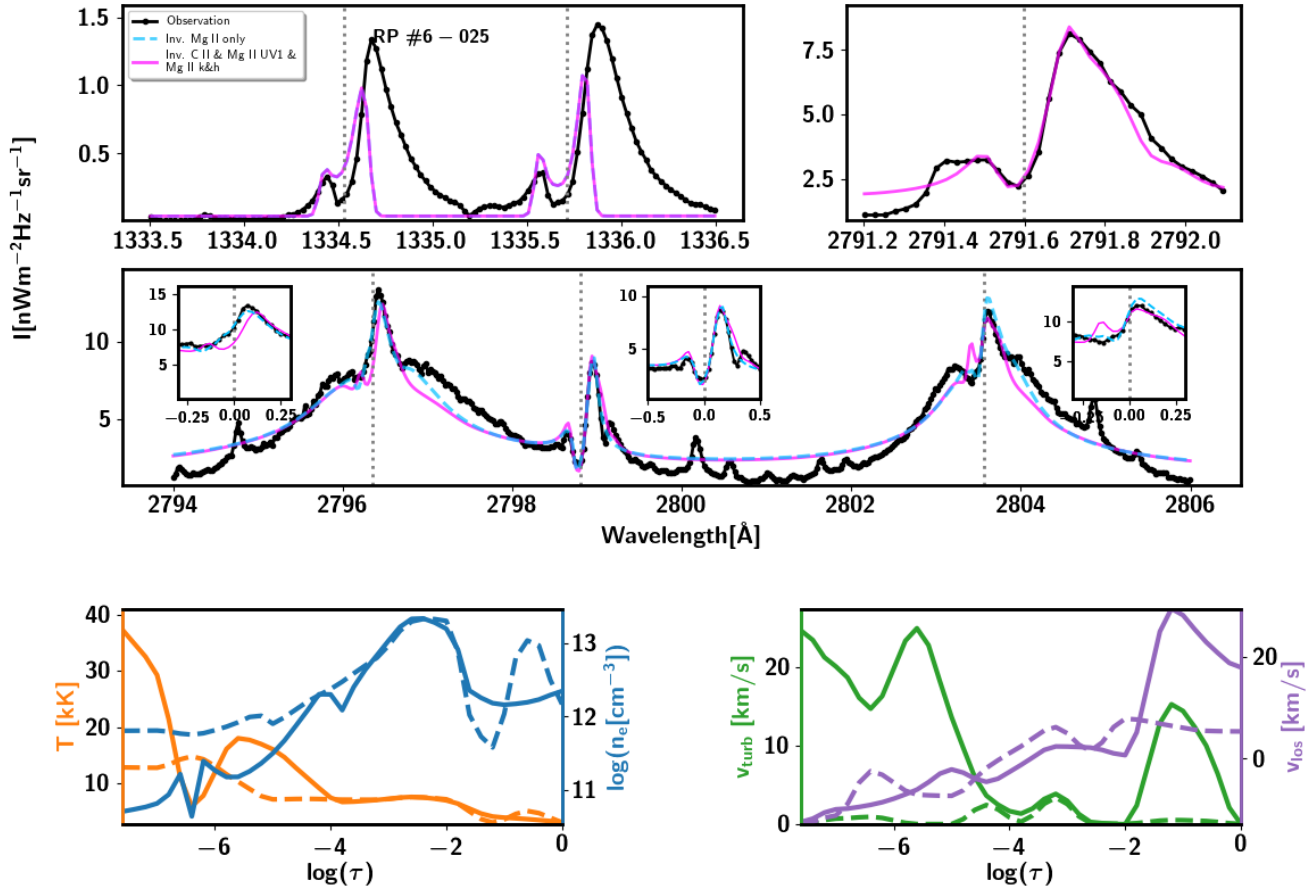 Observation
Inv. Mg II only
Inv. C II & Mg II UV1 &
Mg II k&h
RP #6 − 025
1.5
1.0
0.5
1333.5 1334.0 1334.5 1335.0 1335.5 1336.0 1336.5
7.5
5.0
2.5
2791.2 2791.4 2791.6 2791.8 2792.0
I[nWm−2Hz−1sr−1]
10
5
15
10
5
−0.25 0.00 0.25
10
5
−0.5 0.0 0.5
15
10
5
0.00 0.25
2794 2796 2798 2800 2802 2804 2806
Wavelength[Å]
T [kK]
40
30
20
10
13
12
11
log(ne[cm−3])
−6 −4 −2 0
log(τ)
vturb [km/s]
20
10
0
20
0
vlos [km/s]
−6 −4 −2 0
log(τ)